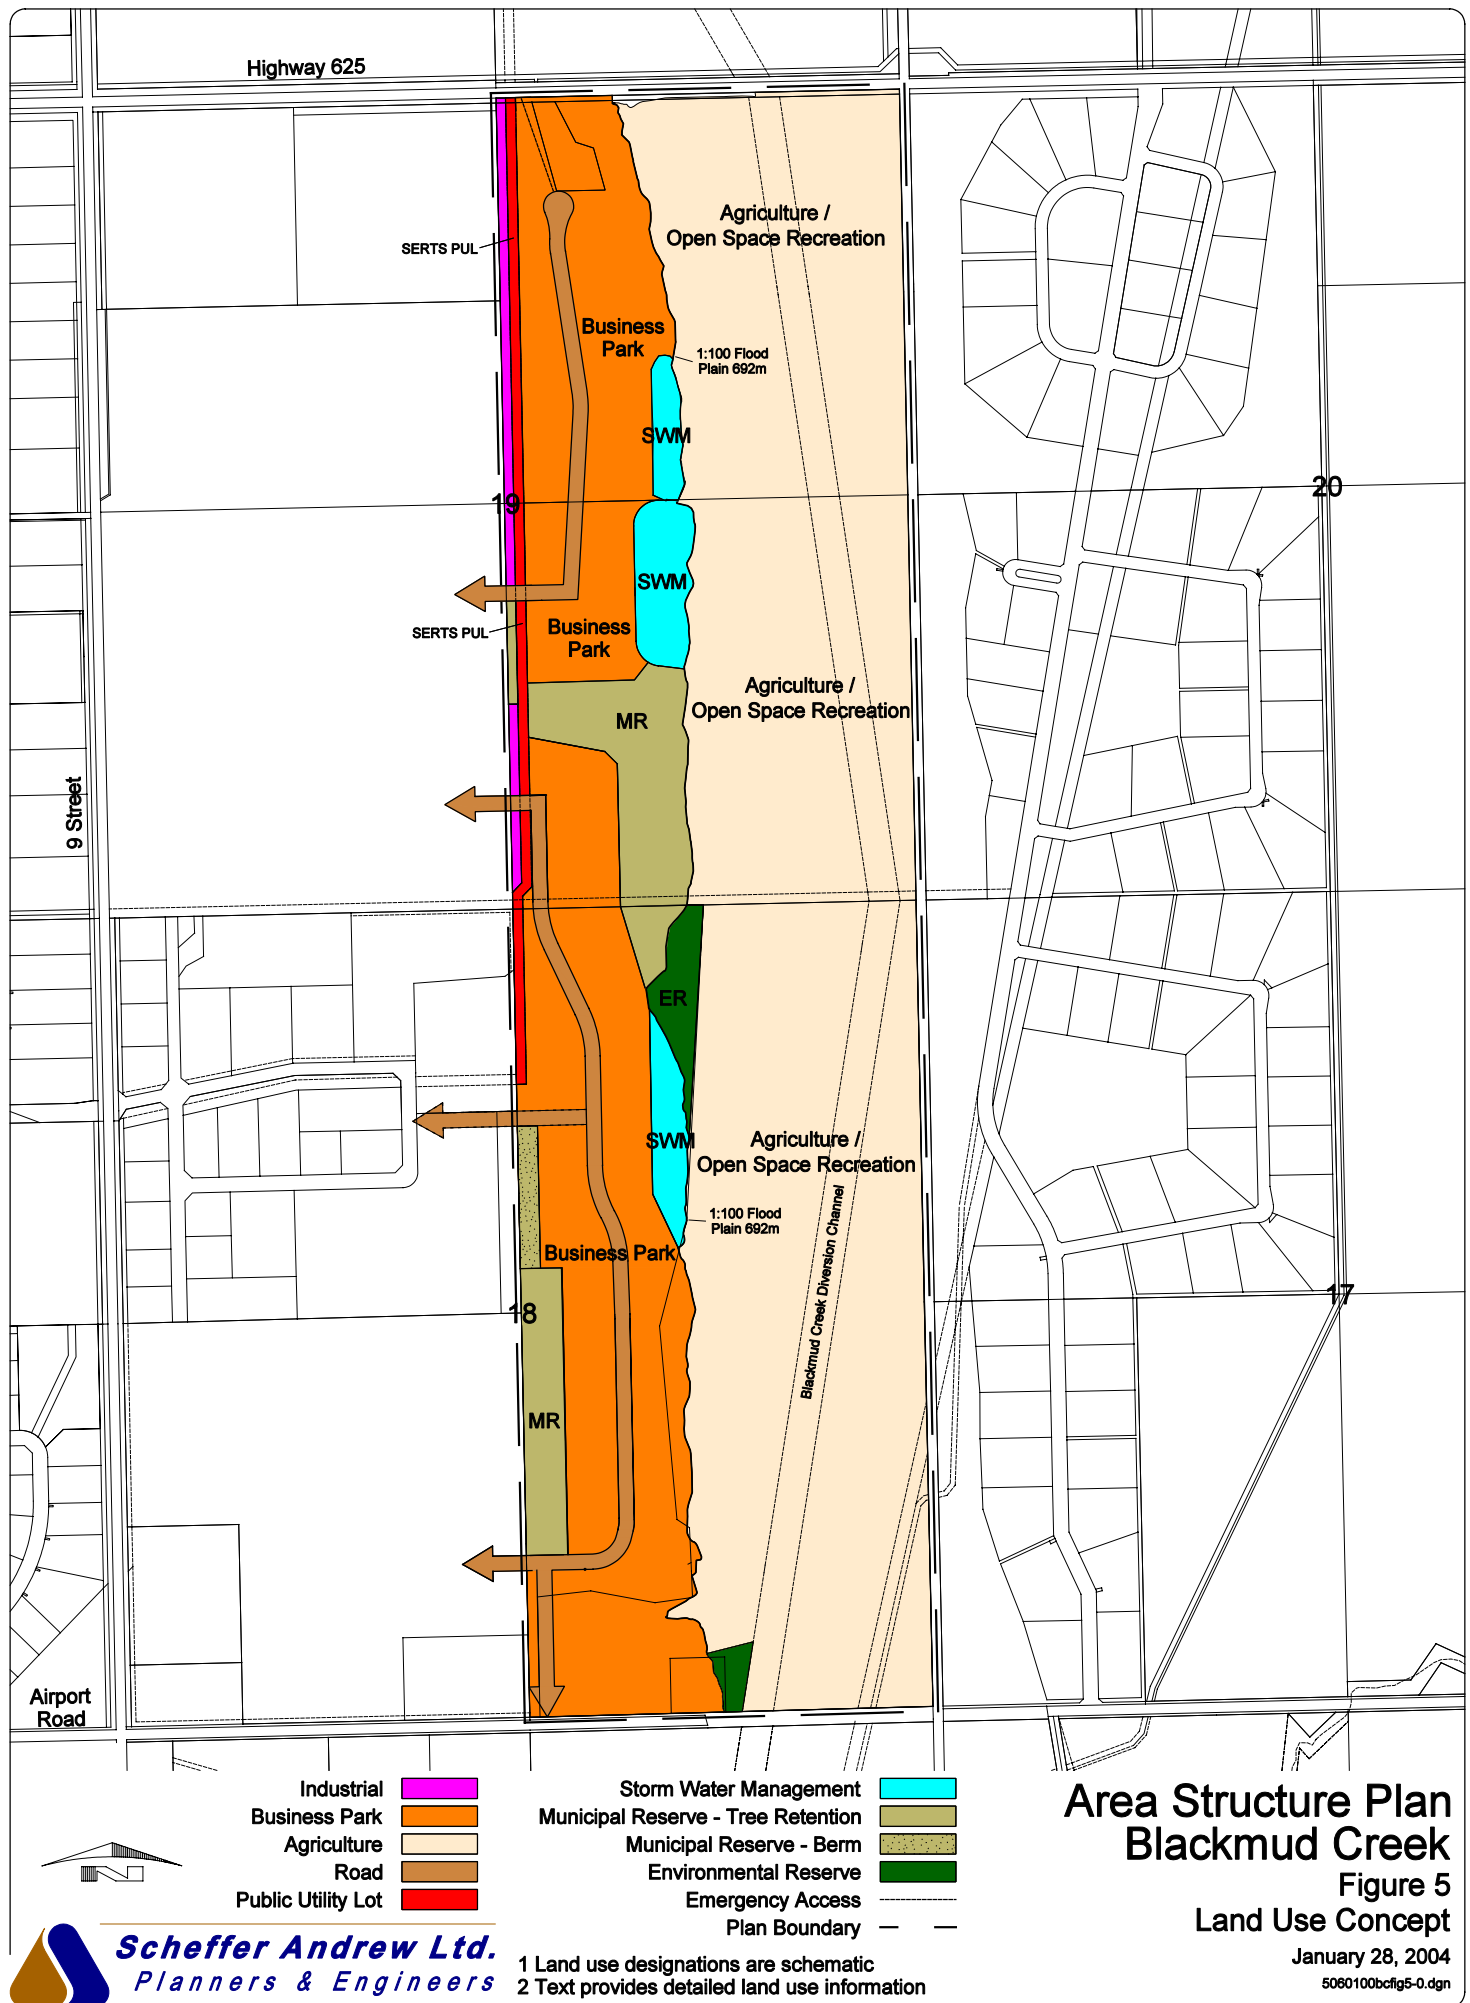 Highway 625
Agriculture /
Open Space Recreation
SERTS PUL
Business
Park
1:100 Flood
Plain 692m
SWM
19
20
SWM
SERTS PUL
Business
Park
Agriculture /
Open Space Recreation
MR
9 Street
ER
SWM
Agriculture /
Open Space Recreation
1:100 Flood
Plain 692m
Blackmud Creek Diversion Channel
Business Park
18
17
MR
Airport
Road
Industrial
Business Park
Agriculture
Road
Public Utility Lot
Storm Water Management
Municipal Reserve - Tree Retention
Municipal Reserve - Berm
Environmental Reserve
Emergency Access
Plan Boundary
N
Area Structure Plan
Blackmud Creek
Figure 5
Land Use Concept
January 28, 2004
5060100bcfig5-0.dgn
Scheffer Andrew Ltd.
Planners & Engineers
1 Land use designations are schematic
2 Text provides detailed land use information